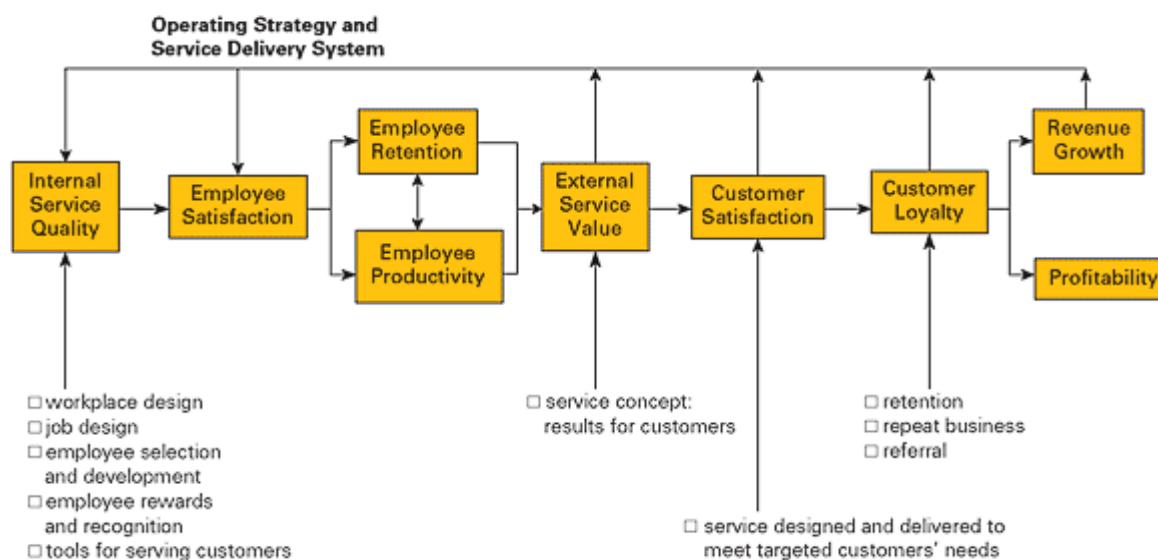 Operating Strategy and
Service Delivery System
Internal
Service
Quality
Employee
Satisfaction
Employee
Retention
Employee
Productivity
External
Service
Value
Customer
Satisfaction
Customer
Loyalty
Revenue
Growth
Profitability
□ workplace design
□ job design
□ employee selection
and development
□ employee rewards
and recognition
□ tools for serving customers
□ service concept:
results for customers
□ service designed and delivered to
meet targeted customers' needs
□ retention
□ repeat business
□ referral